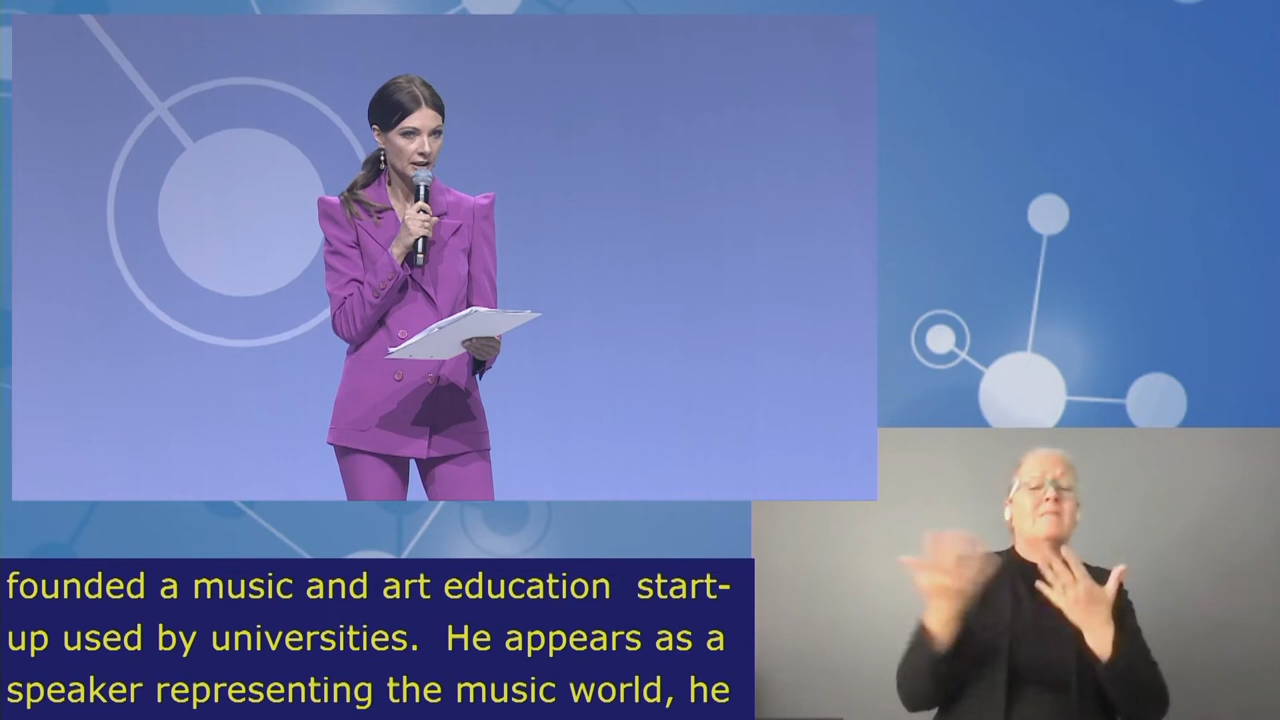 founded a music and art education  start-
up used by universities.  He appears as a
speaker representing the music world, he